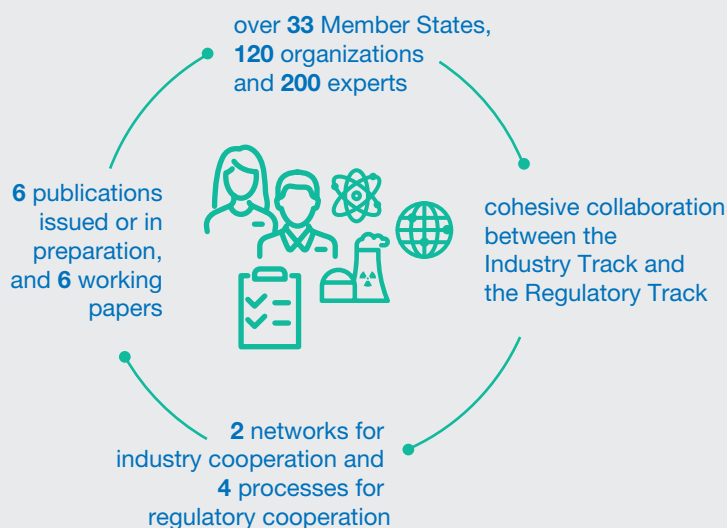 over 33 Member States,
120 organizations
and 200 experts
cohesive collaboration
between the
Industry Track and
the Regulatory Track
2 networks for
industry cooperation and
4 processes for
regulatory cooperation
6 publications
issued or in
preparation,
and 6 working
papers